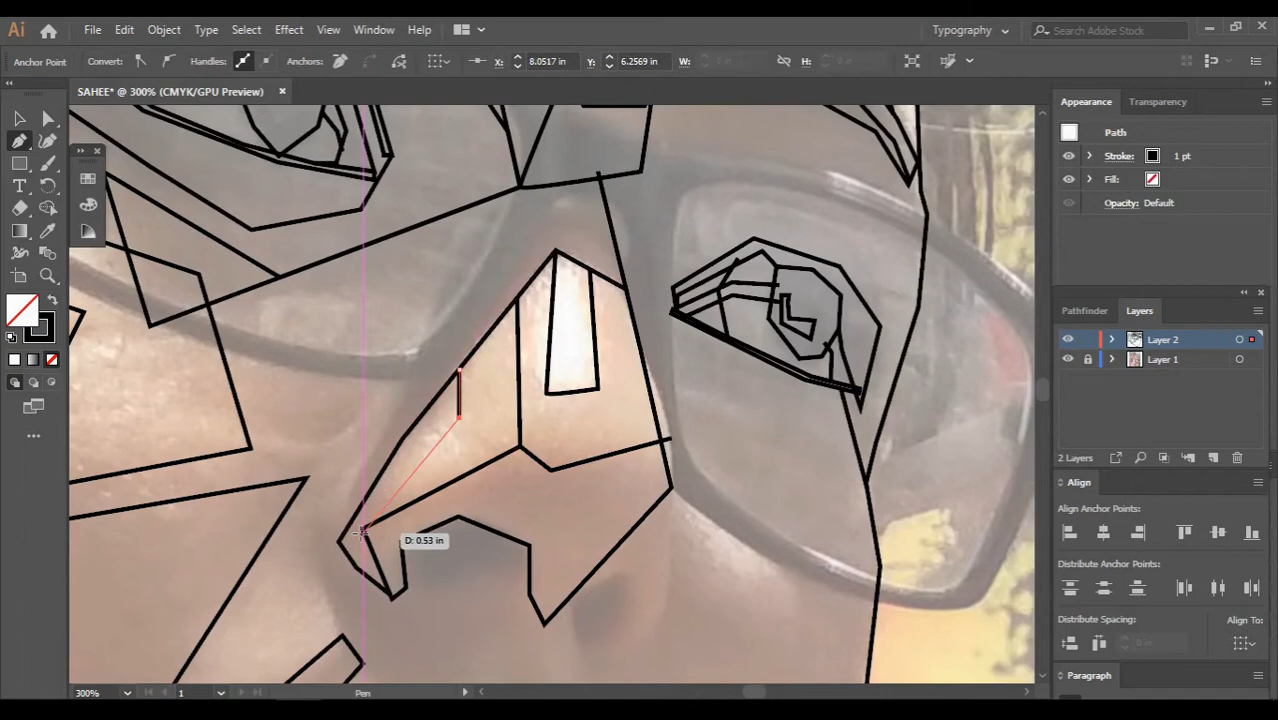 Ai File Edit Object Type Select Effect View Window Help Typography Search Adobe Stock
Anchor Point Convert: Handles: Anchors: X: 8.0517 in Y: 6.2569 in W: H:
SAHEE* @ 300% (CMYK/GPU Preview)
Appearance Transparency
Path
Stroke: 1 pt
Fill:
Opacity: Default
Pathfinder Layers
Layer 2
Layer 1
2 Layers
Align
Align Anchor Points:
D: 0.53 in
Distribute Anchor Points:
Distribute Spacing: Align To:
0 in
Paragraph
300% 1 Pen